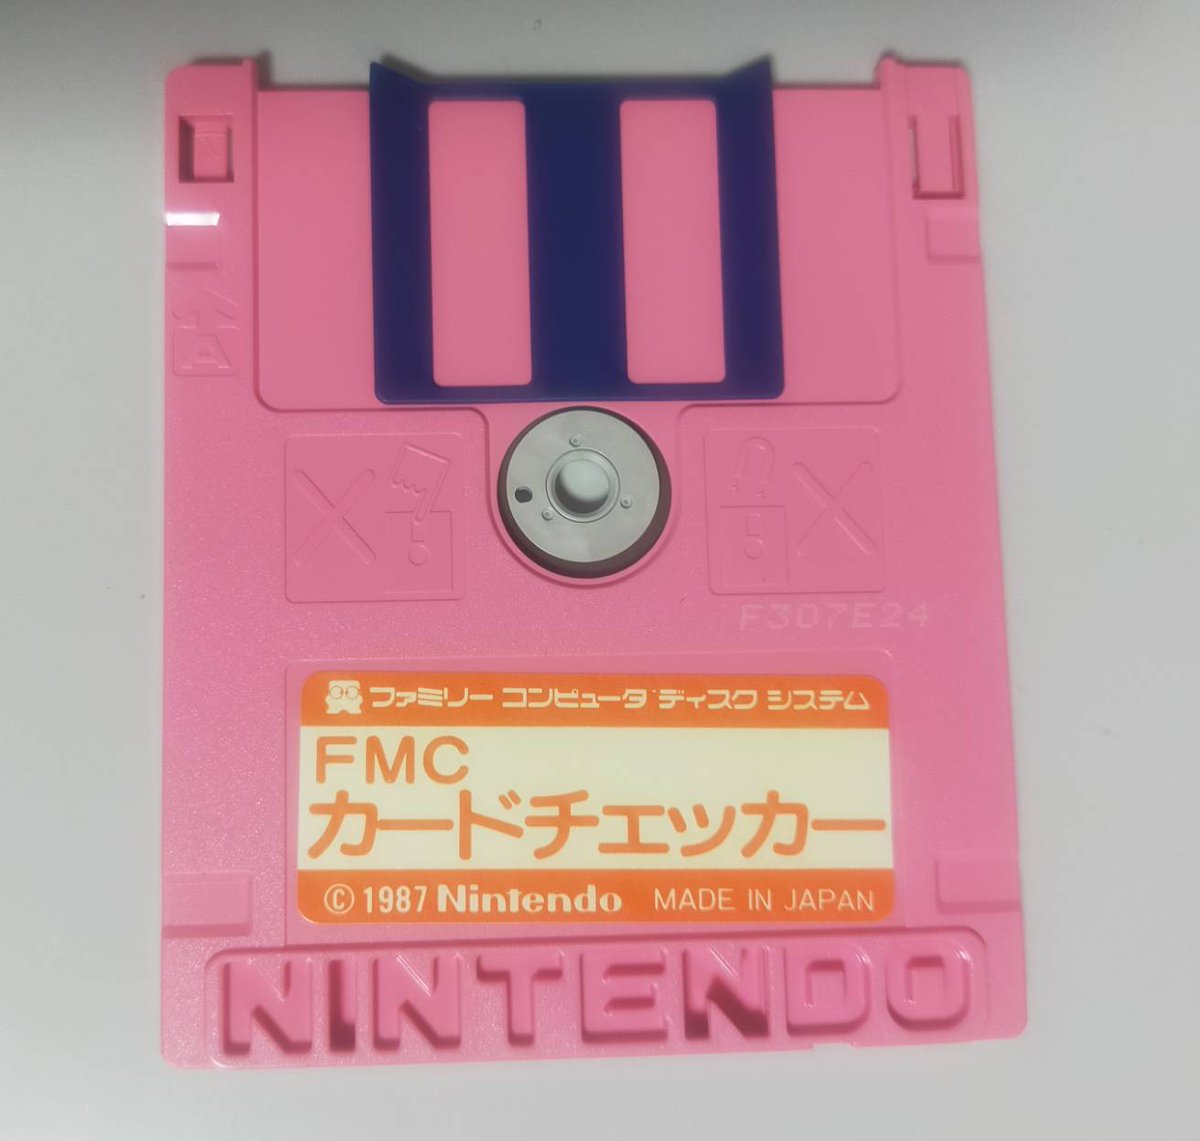 A
F307E24
ファミリー コンピュータ ディスク システム
FMC
カードチェッカー
© 1987 Nintendo MADE IN JAPAN
NINTENDO